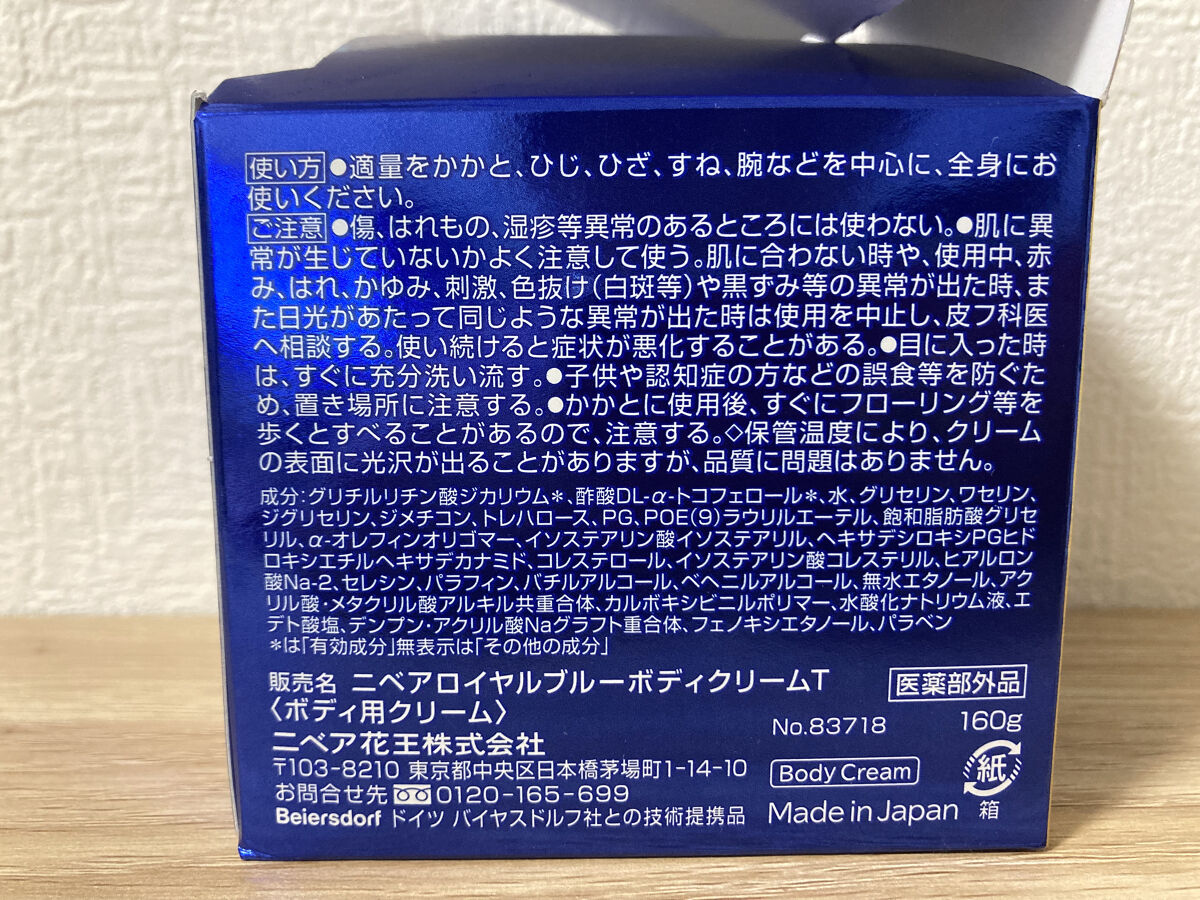 使い方 ●適量をかかと、ひじ、ひざ、すね、腕などを中心に、全身にお
使いください。
ご注意 ●傷、はれもの、湿疹等異常のあるところには使わない。●肌に異
常が生じていないかよく注意して使う。肌に合わない時や、使用中、赤
み、はれ、かゆみ、刺激、色抜け(白斑等)や黒ずみ等の異常が出た時、ま
た日光があたって同じような異常が出た時は使用を中止し、皮フ科医
へ相談する。使い続けると症状が悪化することがある。●目に入った時
は、すぐに充分洗い流す。●子供や認知症の方などの誤食等を防ぐた
め、置き場所に注意する。●かかとに使用後、すぐにフローリング等を
歩くとすべることがあるので、注意する。◇保管温度により、クリーム
の表面に光沢が出ることがありますが、品質に問題はありません。
成分:グリチルリチン酸ジカリウム*、酢酸DL-α-トコフェロール*、水、グリセリン、ワセリン、
ジグリセリン、ジメチコン、トレハロース、PG、POE(9)ラウリルエーテル、飽和脂肪酸グリセ
リル、α-オレフィンオリゴマー、イソステアリン酸イソステアリル、ヘキサデシロキシPGヒド
ロキシエチルヘキサデカナミド、コレステロール、イソステアリン酸コレステリル、ヒアルロン
酸Na-2、セレシン、パラフィン、バチルアルコール、ベヘニルアルコール、無水エタノール、アク
リル酸・メタクリル酸アルキル共重合体、カルボキシビニルポリマー、水酸化ナトリウム液、エ
デト酸塩、デンプン・アクリル酸Naグラフト重合体、フェノキシエタノール、パラベン
*は「有効成分」無表示は「その他の成分」
販売名 ニベアロイヤルブルーボディクリームT 医薬部外品
〈ボディ用クリーム〉 No.83718 160g
ニベア花王株式会社
〒103-8210 東京都中央区日本橋茅場町1-14-10 Body Cream 紙
お問合せ先 0120-165-699
Beiersdorf ドイツ バイヤスドルフ社との技術提携品 Made in Japan 箱